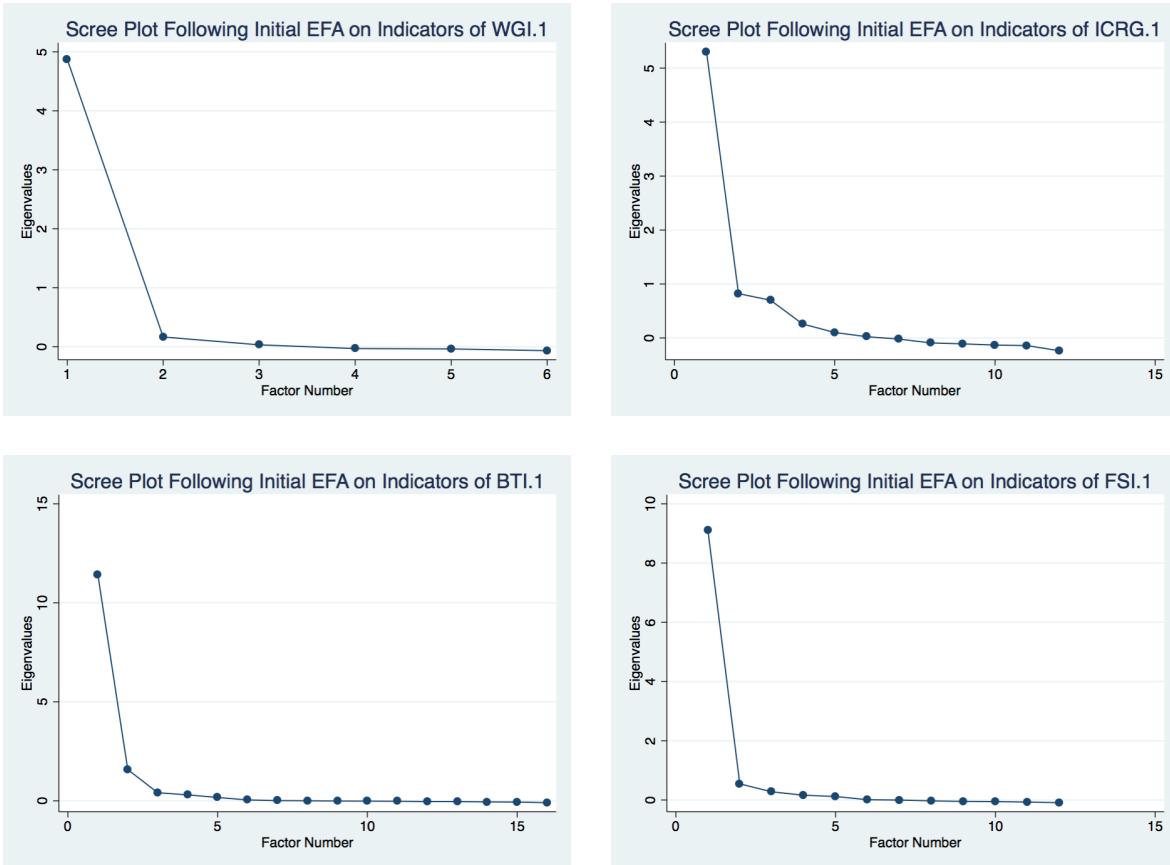 Scree Plot Following Initial EFA on Indicators of WGI.1
5
4
3
2
1
0
Eigenvalues
1 2 3 4 5 6
Factor Number
Scree Plot Following Initial EFA on Indicators of ICRG.1
5
4
3
2
1
0
Eigenvalues
0 5 10 15
Factor Number
Scree Plot Following Initial EFA on Indicators of BTI.1
15
10
5
0
Eigenvalues
0 5 10 15
Factor Number
Scree Plot Following Initial EFA on Indicators of FSI.1
10
8
6
4
2
0
Eigenvalues
0 5 10 15
Factor Number